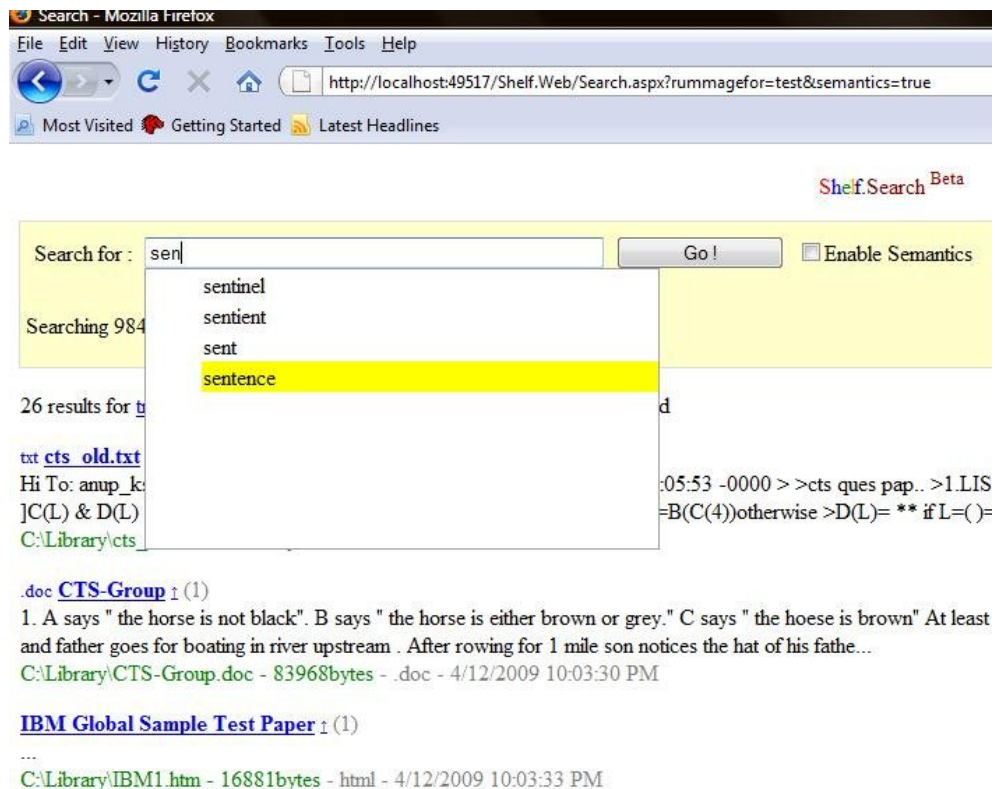 Search - Mozilla Firefox
File Edit View History Bookmarks Tools Help
http://localhost:49517/Shelf.Web/Search.aspx?rummagefor=test&semantics=true
Most Visited Getting Started Latest Headlines
Shelf.Search Beta
Search for : sen Go ! Enable Semantics
sentinel
sentient
Searching 984
sent
sentence
26 results for
txt cts_old.txt
Hi To: :05:53 -0000 > >cts ques pap.. >1.LIS
]C(L) & D(L) =B(C(4))otherwise >D(L)= ** if L=( )=
C:\Library\cts_
.doc CTS-Group ↑ (1)
1. A says " the horse is not black". B says " the horse is either brown or grey." C says " the hoese is brown" At least
and father goes for boating in river upstream . After rowing for 1 mile son notices the hat of his fathe...
C:\Library\CTS-Group.doc - 83968bytes - .doc - 4/12/2009 10:03:30 PM
IBM Global Sample Test Paper ↑ (1)
...
C:\Library\IBM1.htm - 16881bytes - html - 4/12/2009 10:03:33 PM